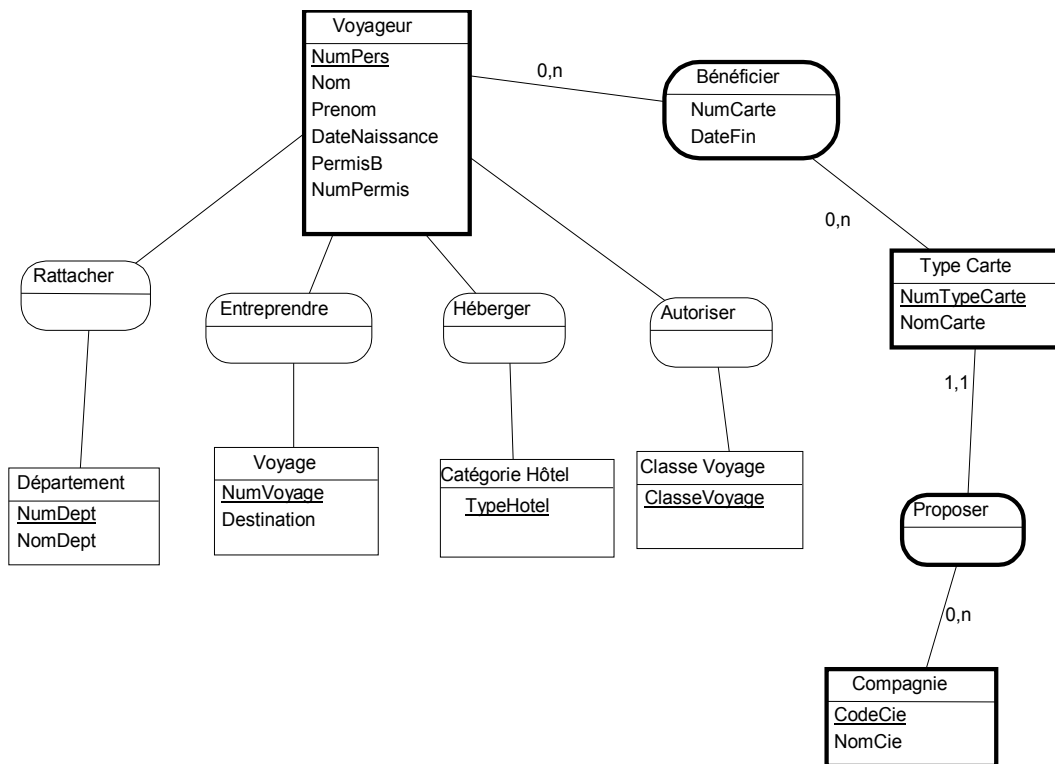 Voyageur
NumPers
Nom
Prenom
DateNaissance
PermisB
NumPermis
0,n
Bénéficier
NumCarte
DateFin
0,n
Type Carte
NumTypeCarte
NomCarte
1,1
Rattacher
Entreprendre
Héberger
Autoriser
Département
NumDept
NomDept
Voyage
NumVoyage
Destination
Catégorie Hôtel
TypeHotel
Classe Voyage
ClasseVoyage
Proposer
0,n
Compagnie
CodeCie
NomCie